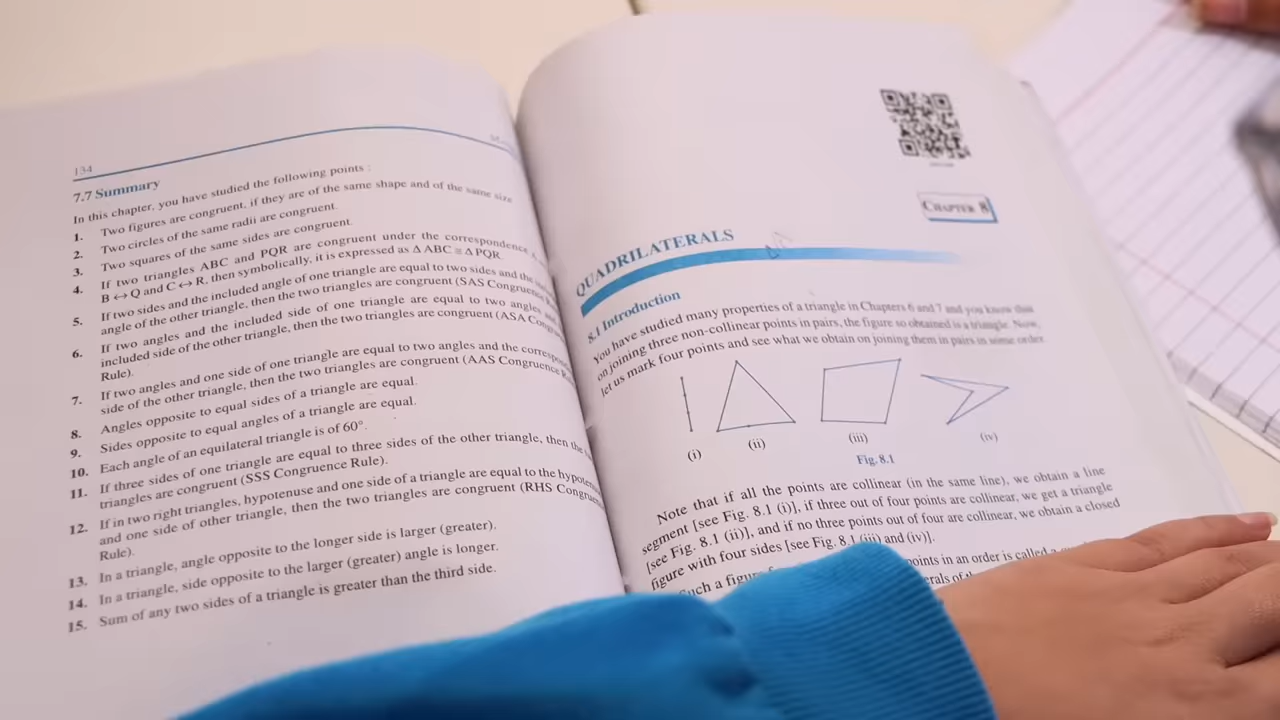 134
7.7 Summary
In this chapter, you have studied the following points :
1. Two figures are congruent, if they are of the same shape and of the same size
2. Two circles of the same radii are congruent.
3. Two squares of the same sides are congruent.
4. If two triangles ABC and PQR are congruent under the correspondence
B ↔ Q and C ↔ R, then symbolically, it is expressed as Δ ABC ≅ Δ PQR.
5. If two sides and the included angle of one triangle are equal to two sides and the
angle of the other triangle, then the two triangles are congruent (SAS Congruence
6. If two angles and the included side of one triangle are equal to two angles
included side of the other triangle, then the two triangles are congruent (ASA
Rule).
7. If two angles and one side of one triangle are equal to two angles and the
side of the other triangle, then the two triangles are congruent (AAS Congruence
8. Angles opposite to equal sides of a triangle are equal.
9. Sides opposite to equal angles of a triangle are equal.
10. Each angle of an equilateral triangle is of 60°.
11. If three sides of one triangle are equal to three sides of the other triangle, then the
triangles are congruent (SSS Congruence Rule).
12. If in two right triangles, hypotenuse and one side of a triangle are equal to the
and one side of other triangle, then the two triangles are congruent (RHS
Rule).
13. In a triangle, angle opposite to the longer side is larger (greater).
14. In a triangle, side opposite to the larger (greater) angle is longer.
15. Sum of any two sides of a triangle is greater than the third side.
CHAPTER 8
QUADRILATERALS
8.1 Introduction
You have studied many properties of a triangle in Chapters 6 and 7 and you know that
on joining three non-collinear points in pairs, the figure so obtained is a triangle. Now,
let us mark four points and see what we obtain on joining them in pairs in some order.
(i) (ii) (iii) (iv)
Fig. 8.1
Note that if all the points are collinear (in the same line), we obtain a line
segment [see Fig. 8.1 (i)], if three out of four points are collinear, we get a triangle
[see Fig. 8.1 (ii)], and if no three points out of four are collinear, we obtain a closed
figure with four sides [see Fig. 8.1 (iii) and (iv)].
Such a points in an order is called